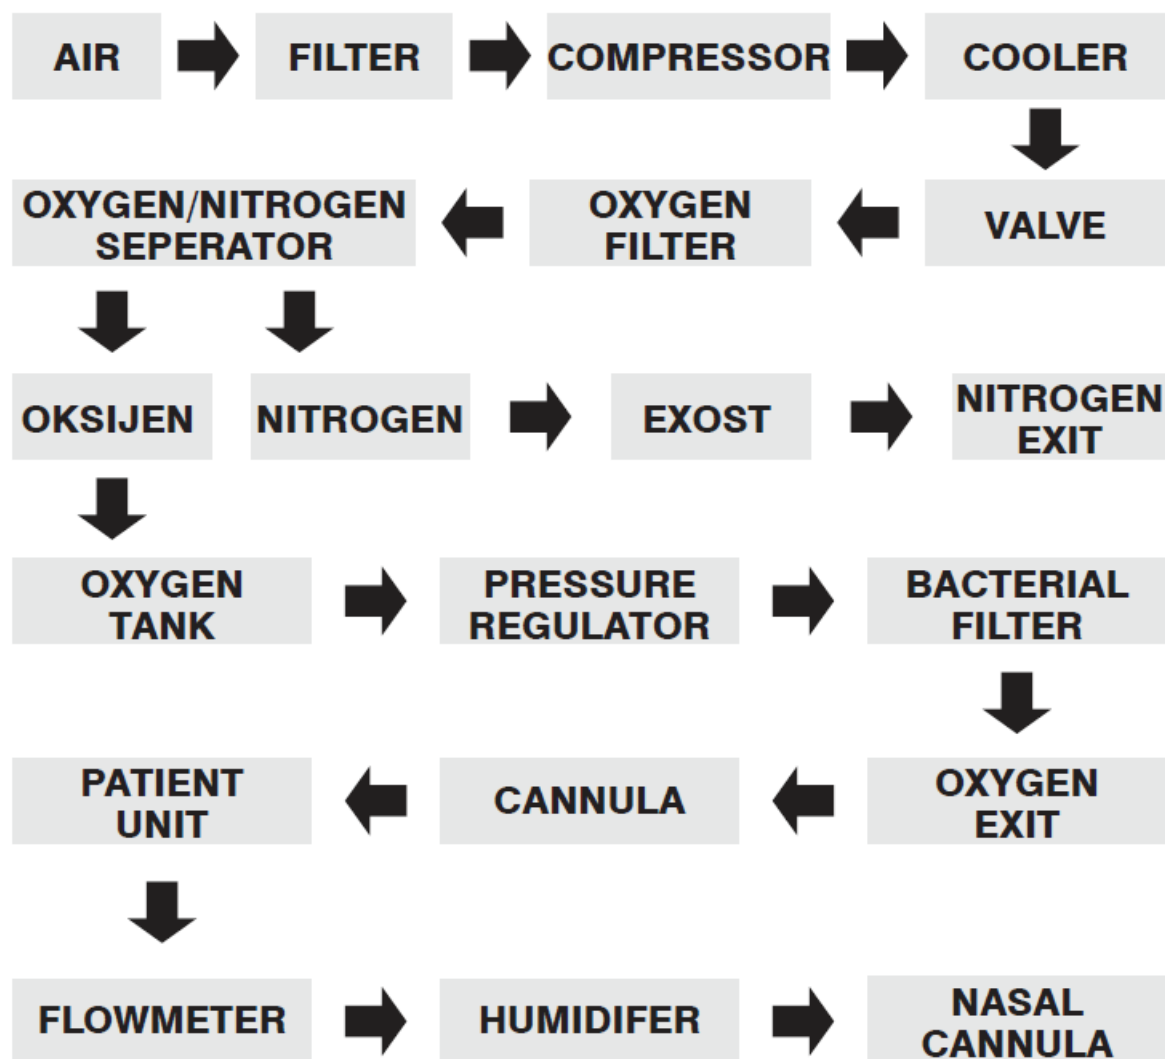 AIR
FILTER
COMPRESSOR
COOLER
OXYGEN/NITROGEN
SEPERATOR
OXYGEN
FILTER
VALVE
OKSIJEN
NITROGEN
EXOST
NITROGEN
EXIT
OXYGEN
TANK
PRESSURE
REGULATOR
BACTERIAL
FILTER
PATIENT
UNIT
CANNULA
OXYGEN
EXIT
FLOWMETER
HUMIDIFER
NASAL
CANNULA